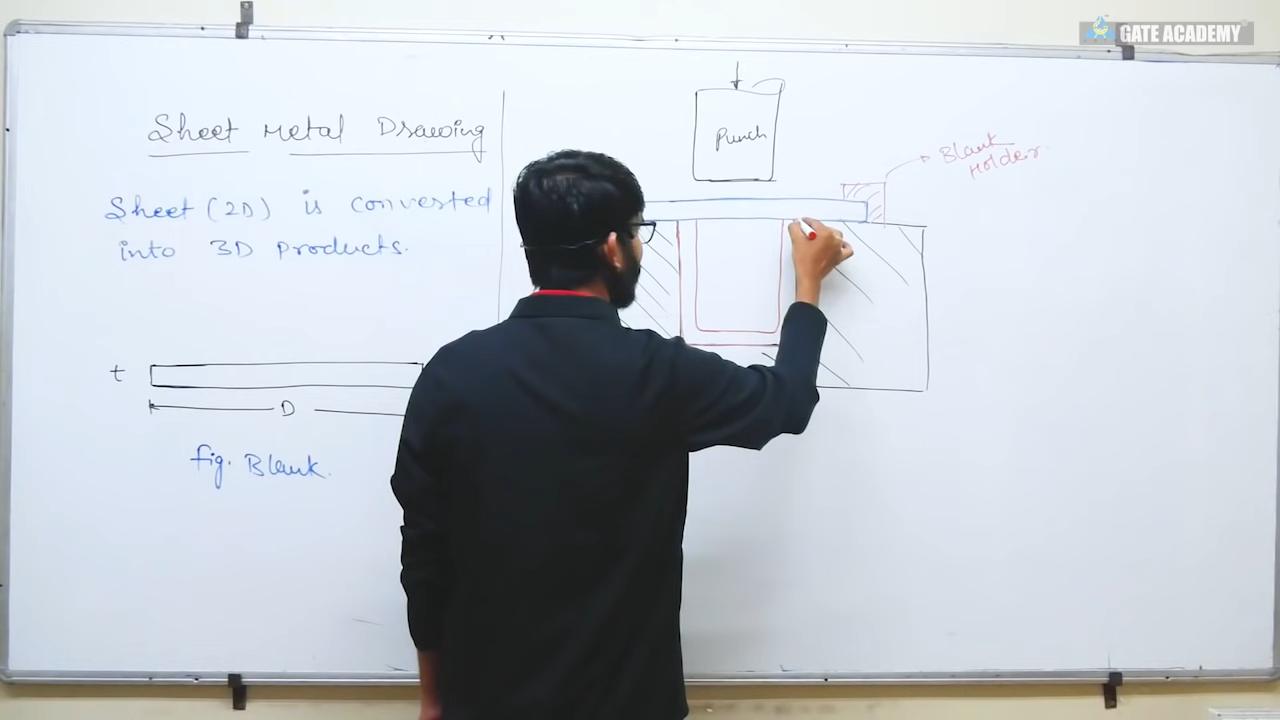 GATE ACADEMY
Sheet Metal Drawing
Sheet (2D) is converted
into 3D products.
t
D
fig. Blank.
Punch
Blank
Holder